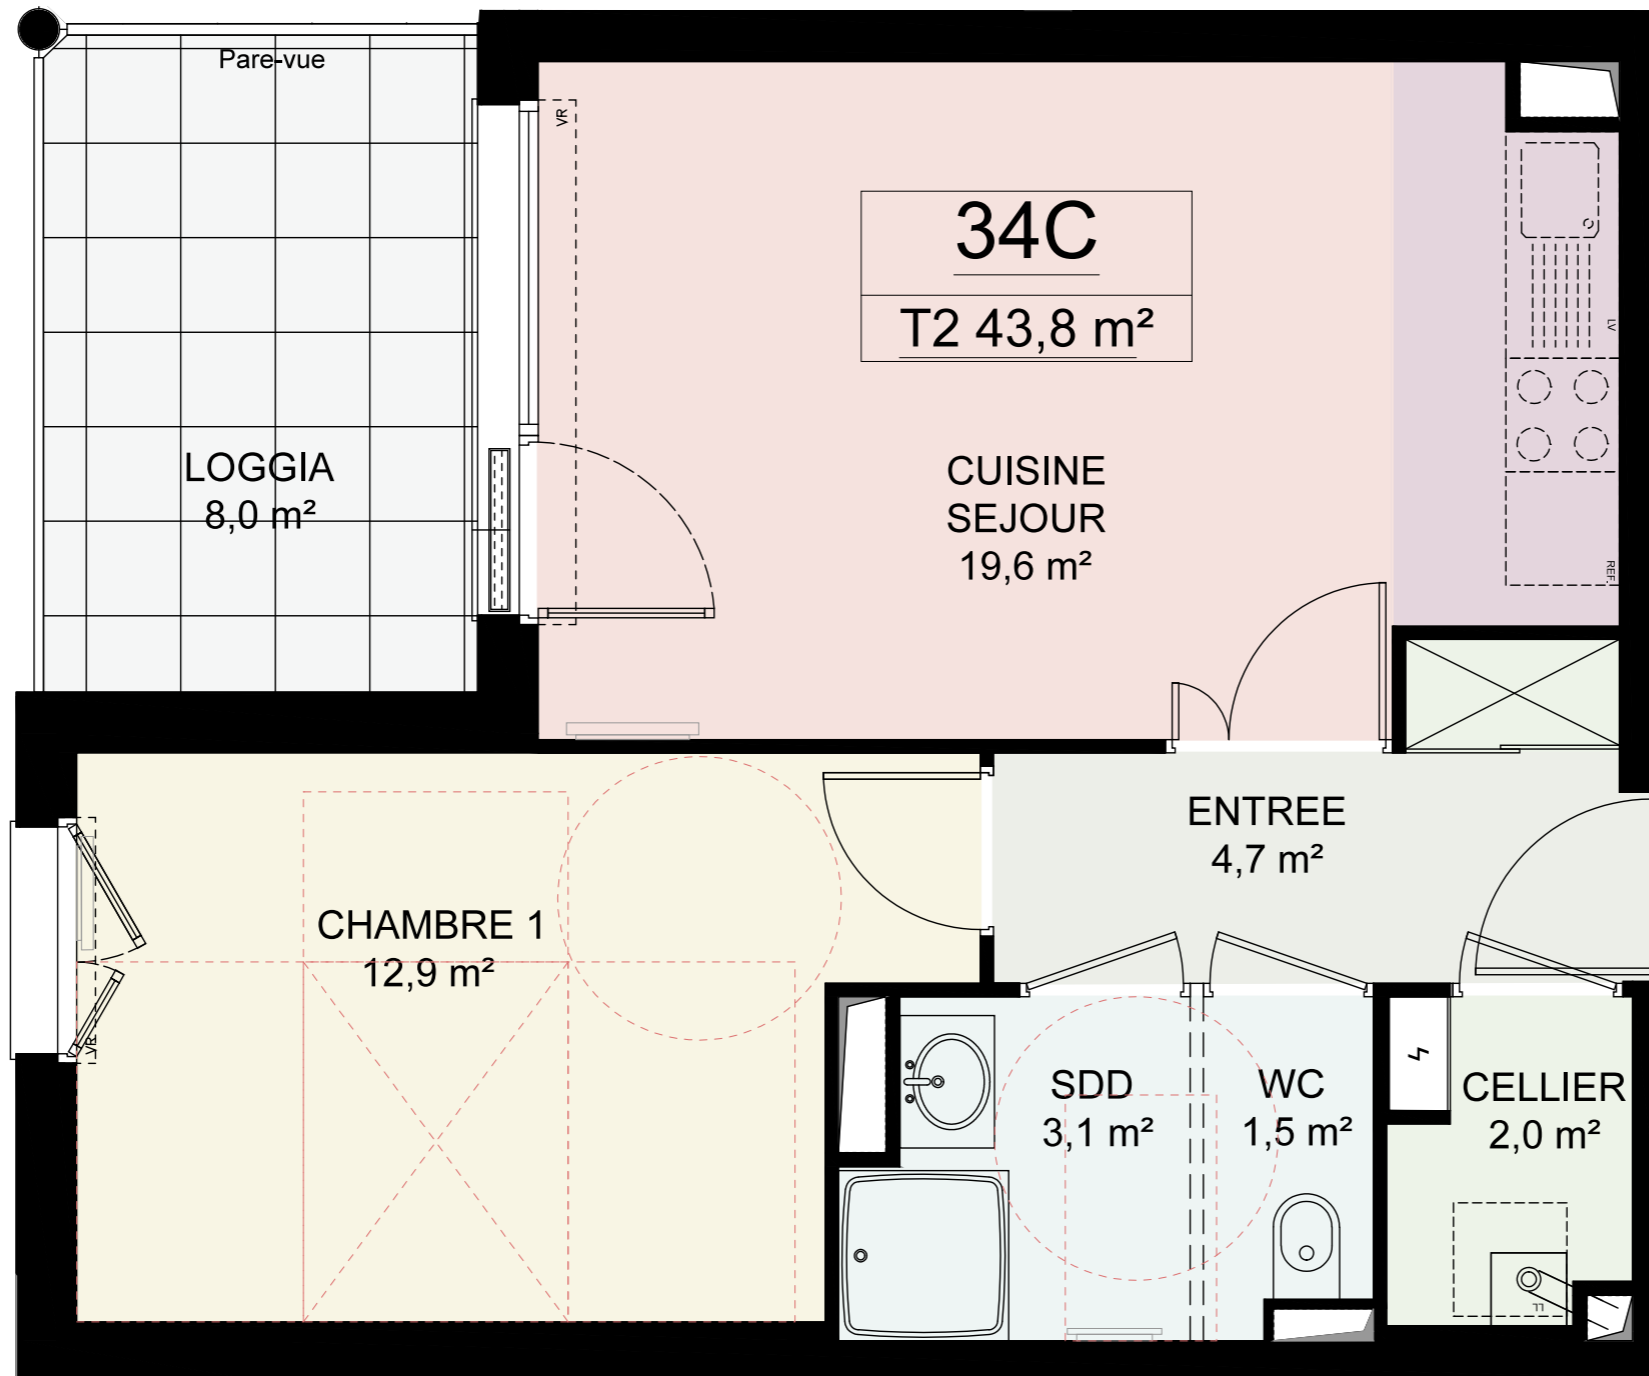 Pare-vue
VR
34C
T2 43,8 m²
LV
LOGGIA
8,0 m²
CUISINE
SEJOUR
19,6 m²
REF.
ENTREE
4,7 m²
CHAMBRE 1
12,9 m²
VR
SDD
3,1 m²
WC
1,5 m²
CELLIER
2,0 m²
LL